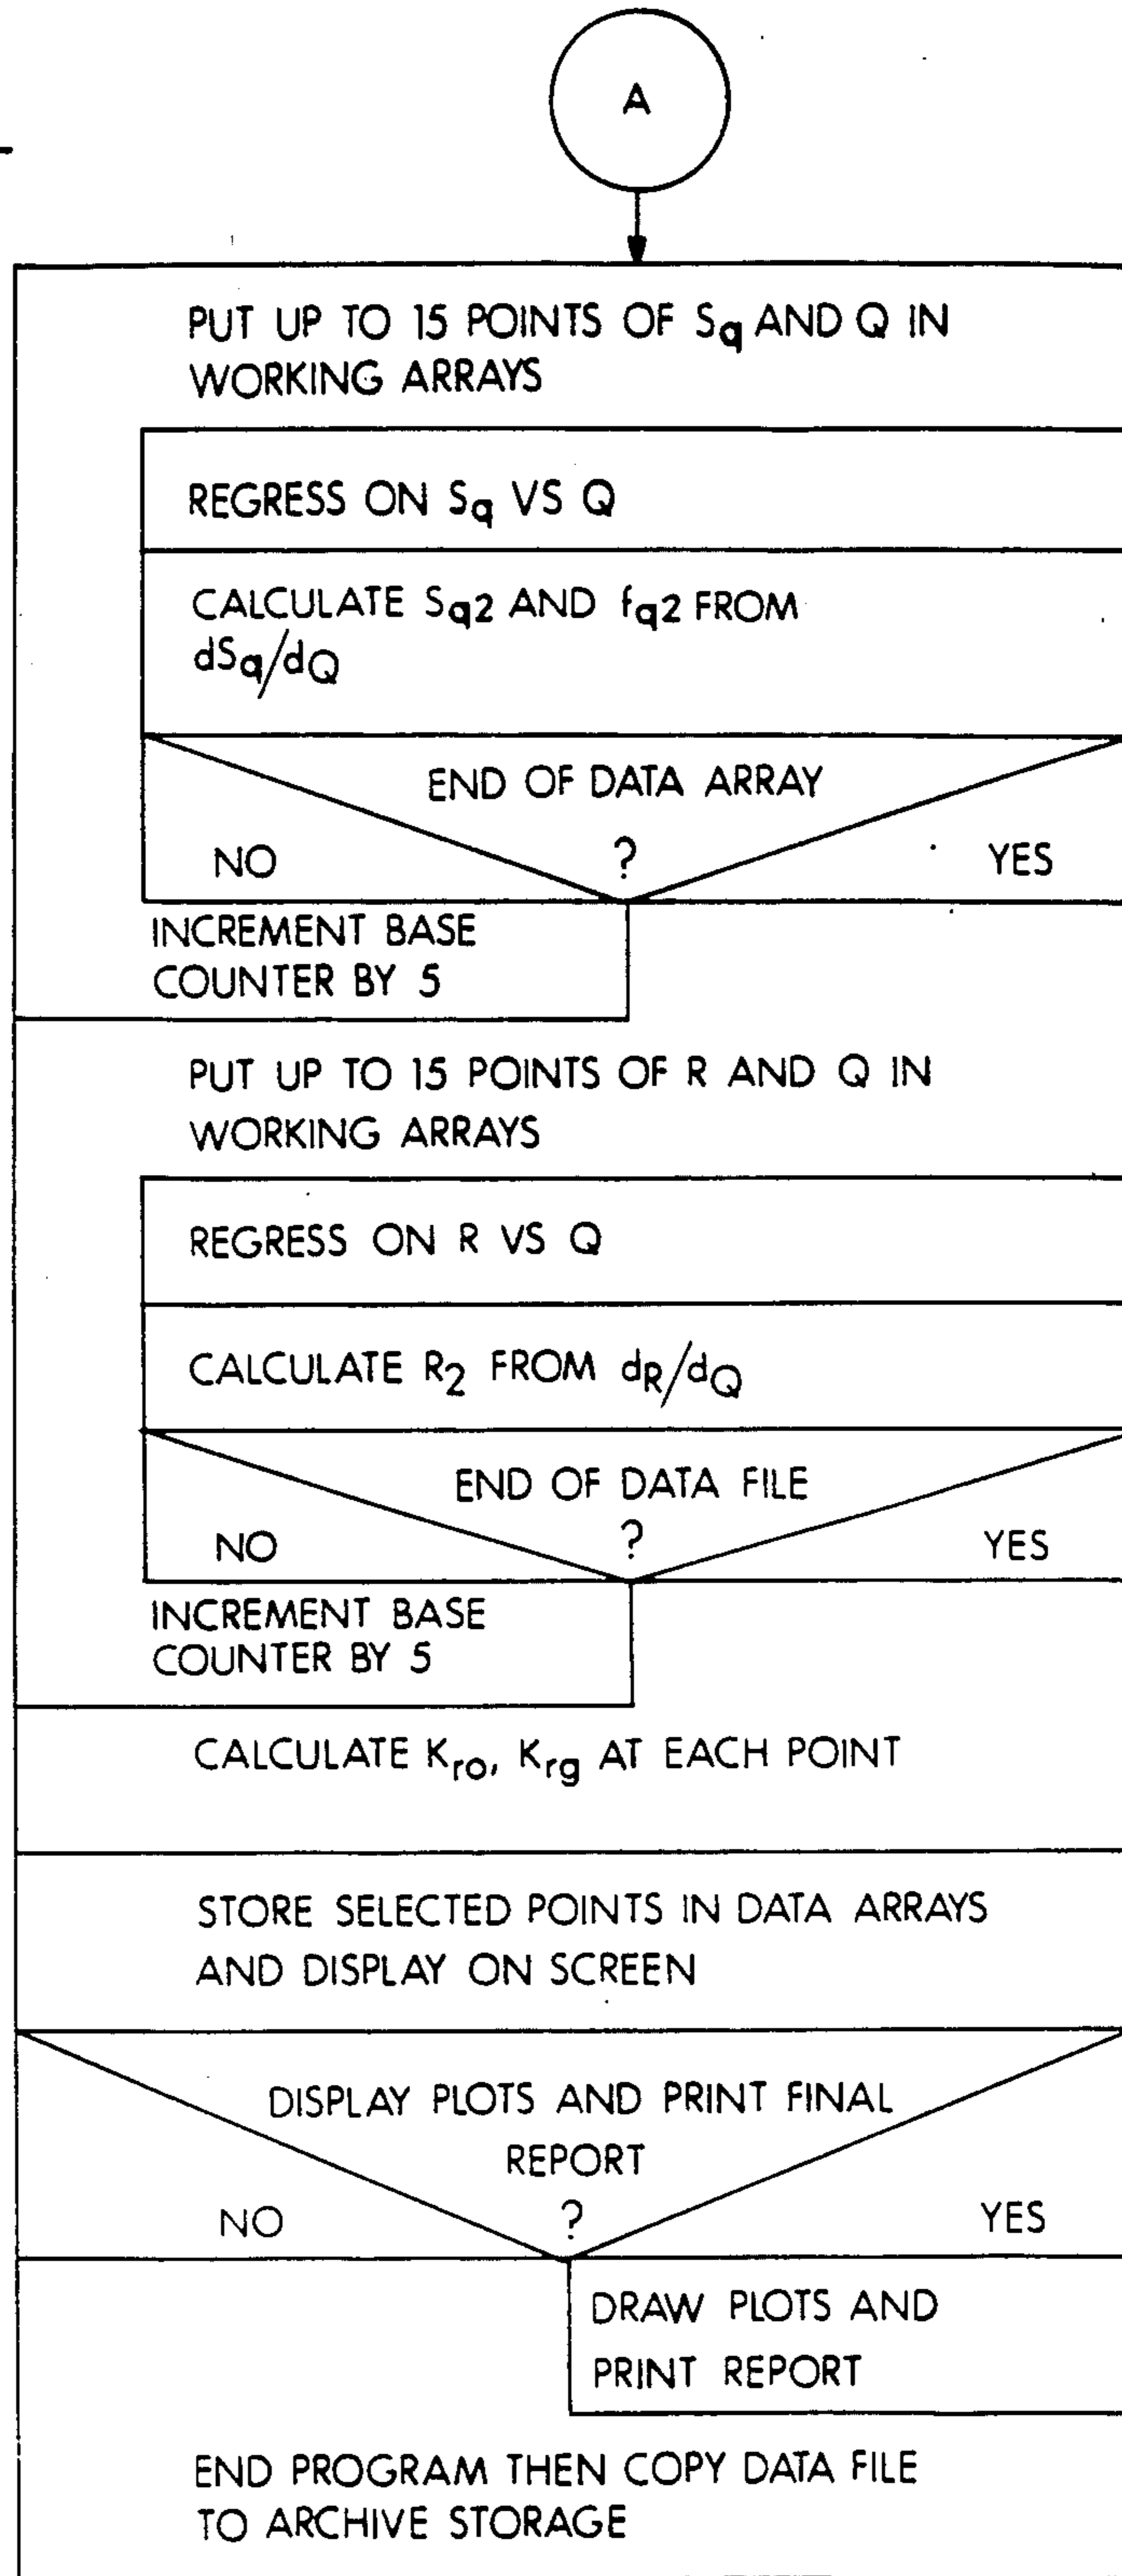 A
PUT UP TO 15 POINTS OF Sq AND Q IN
WORKING ARRAYS
REGRESS ON Sq VS Q
CALCULATE Sq2 AND fq2 FROM
dSq/dQ
END OF DATA ARRAY
NO ? YES
INCREMENT BASE
COUNTER BY 5
PUT UP TO 15 POINTS OF R AND Q IN
WORKING ARRAYS
REGRESS ON R VS Q
CALCULATE R2 FROM dR/dQ
END OF DATA FILE
NO ? YES
INCREMENT BASE
COUNTER BY 5
CALCULATE Kro, Krg AT EACH POINT
STORE SELECTED POINTS IN DATA ARRAYS
AND DISPLAY ON SCREEN
DISPLAY PLOTS AND PRINT FINAL
REPORT
NO ? YES
DRAW PLOTS AND
PRINT REPORT
END PROGRAM THEN COPY DATA FILE
TO ARCHIVE STORAGE